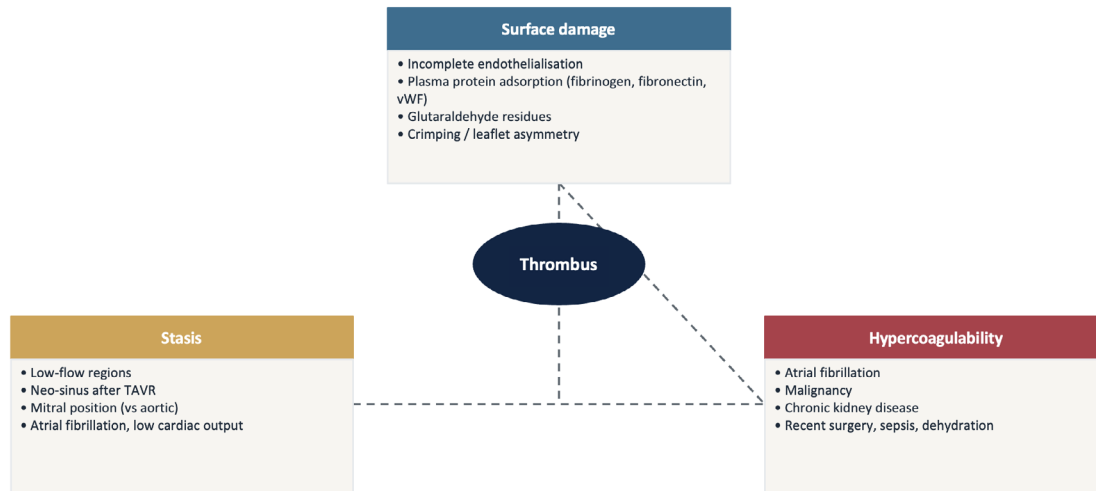 Surface damage
• Incomplete endothelialisation
• Plasma protein adsorption (fibrinogen, fibronectin,
vWF)
• Glutaraldehyde residues
• Crimping / leaflet asymmetry
Thrombus
Stasis
• Low-flow regions
• Neo-sinus after TAVR
• Mitral position (vs aortic)
• Atrial fibrillation, low cardiac output
Hypercoagulability
• Atrial fibrillation
• Malignancy
• Chronic kidney disease
• Recent surgery, sepsis, dehydration